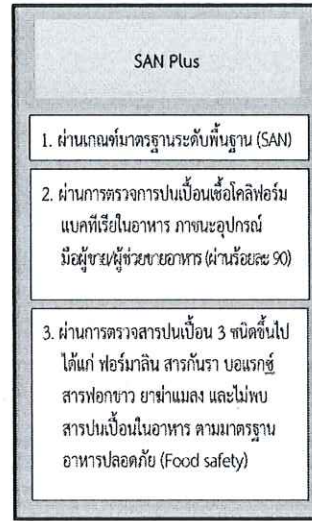 SAN Plus
1. ผ่านเกณฑ์มาตรฐานระดับพื้นฐาน (SAN)
2. ผ่านการตรวจการปนเปื้อนเชื้อโคลิฟอร์ม
แบคทีเรียในอาหาร ภาชนะอุปกรณ์
มือผู้ขาย/ผู้ช่วยขายอาหาร (ผ่านร้อยละ 90)
3. ผ่านการตรวจสารปนเปื้อน 3 ชนิดขึ้นไป
ได้แก่ ฟอร์มาลิน สารกันรา บอแรกซ์
สารฟอกขาว ยาฆ่าแมลง และไม่พบ
สารปนเปื้อนในอาหาร ตามมาตรฐาน
อาหารปลอดภัย (Food safety)